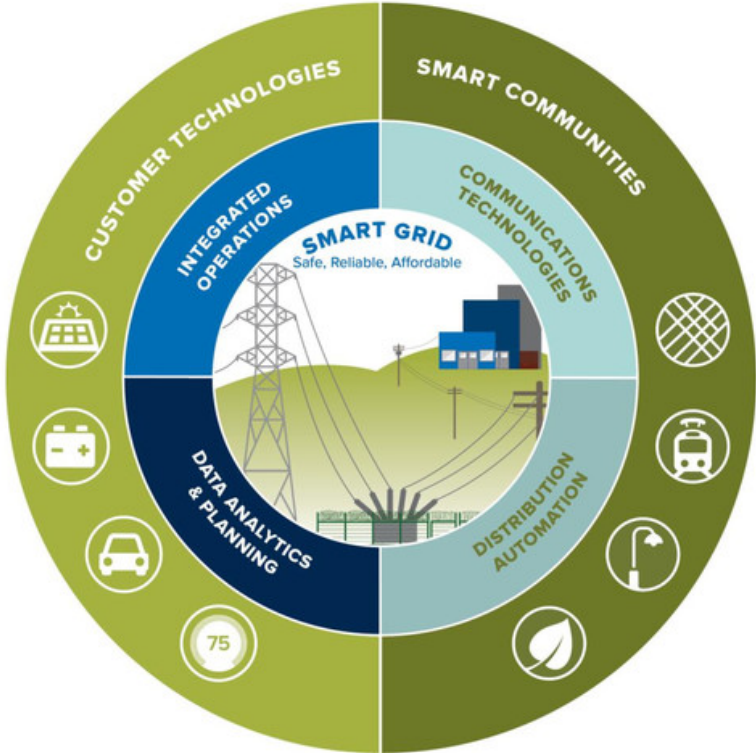 CUSTOMER TECHNOLOGIES
SMART COMMUNITIES
INTEGRATED
OPERATIONS
COMMUNICATIONS
TECHNOLOGIES
SMART GRID
Safe, Reliable, Affordable
DATA ANALYTICS
& PLANNING
DISTRIBUTION
AUTOMATION
- +
75